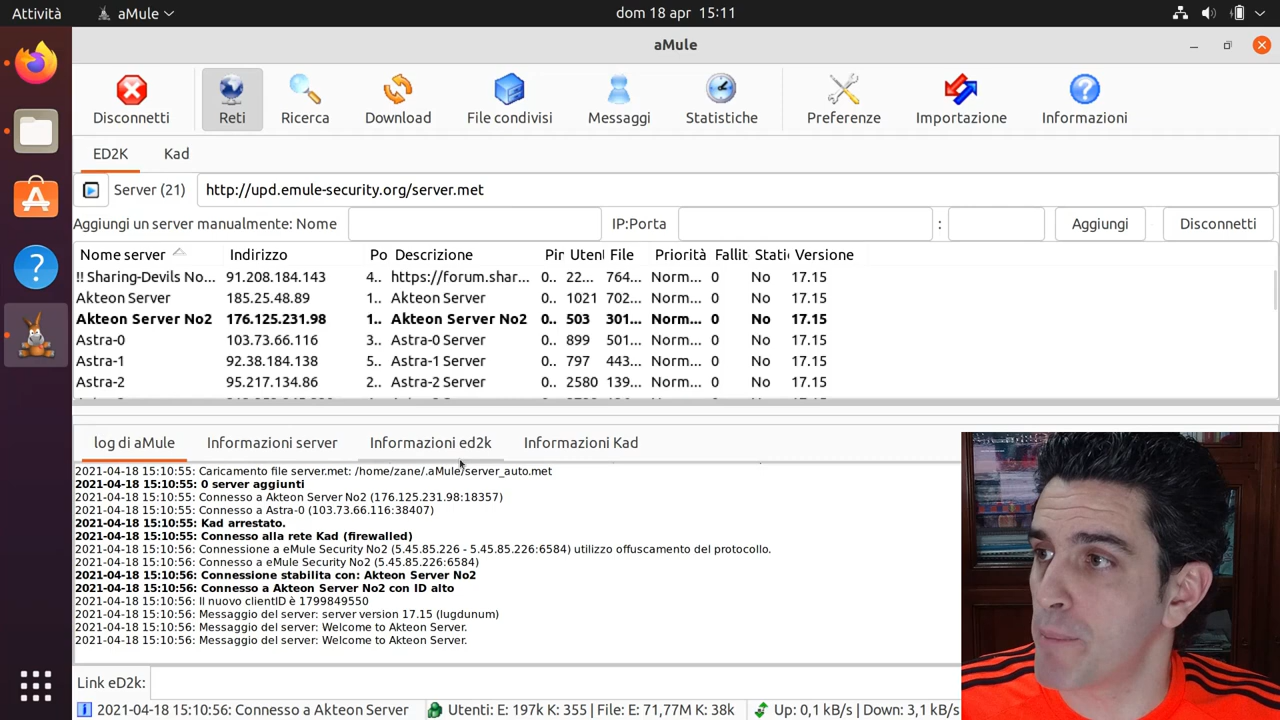 Attività aMule dom 18 apr 15:11
aMule
Disconnetti Reti Ricerca Download File condivisi Messaggi Statistiche Preferenze Importazione Informazioni
ED2K Kad
Server (21) http://upd.emule-security.org/server.met
Aggiungi un server manualmente: Nome IP:Porta : Aggiungi Disconnetti
Nome server Indirizzo Po Descrizione Pir Uten File Priorità Fallit Stati Versione
!! Sharing-Devils No... 91.208.184.143 4.. https://forum.shar... 0.. 22... 764... Norm... 0 No 17.15
Akteon Server 185.25.48.89 1.. Akteon Server 0.. 1021 702... Norm... 0 No 17.15
Akteon Server No2 176.125.231.98 1.. Akteon Server No2 0.. 503 301... Norm... 0 No 17.15
Astra-0 103.73.66.116 3.. Astra-0 Server 0.. 899 501... Norm... 0 No 17.15
Astra-1 92.38.184.138 5.. Astra-1 Server 0.. 797 443... Norm... 0 No 17.15
Astra-2 95.217.134.86 2.. Astra-2 Server 0.. 2580 139... Norm... 0 No 17.15
log di aMule Informazioni server Informazioni ed2k Informazioni Kad
2021-04-18 15:10:55: Caricamento file server.met: /home/zane/.aMule/server_auto.met
2021-04-18 15:10:55: 0 server aggiunti
2021-04-18 15:10:55: Connesso a Akteon Server No2 (176.125.231.98:18357)
2021-04-18 15:10:55: Connesso a Astra-0 (103.73.66.116:38407)
2021-04-18 15:10:55: Kad arrestato.
2021-04-18 15:10:55: Connesso alla rete Kad (firewalled)
2021-04-18 15:10:56: Connessione a eMule Security No2 (5.45.85.226 - 5.45.85.226:6584) utilizzo offuscamento del protocollo.
2021-04-18 15:10:56: Connesso a eMule Security No2 (5.45.85.226:6584)
2021-04-18 15:10:56: Connessione stabilita con: Akteon Server No2
2021-04-18 15:10:56: Connesso a Akteon Server No2 con ID alto
2021-04-18 15:10:56: Il nuovo clientID è 1799849550
2021-04-18 15:10:56: Messaggio del server: server version 17.15 (lugdunum)
2021-04-18 15:10:56: Messaggio del server: Welcome to Akteon Server.
2021-04-18 15:10:56: Messaggio del server: Welcome to Akteon Server.
Link eD2k:
2021-04-18 15:10:56: Connesso a Akteon Server Utenti: E: 197k K: 355 | File: E: 71,77M K: 38k Up: 0,1 kB/s | Down: 3,1 kB/s